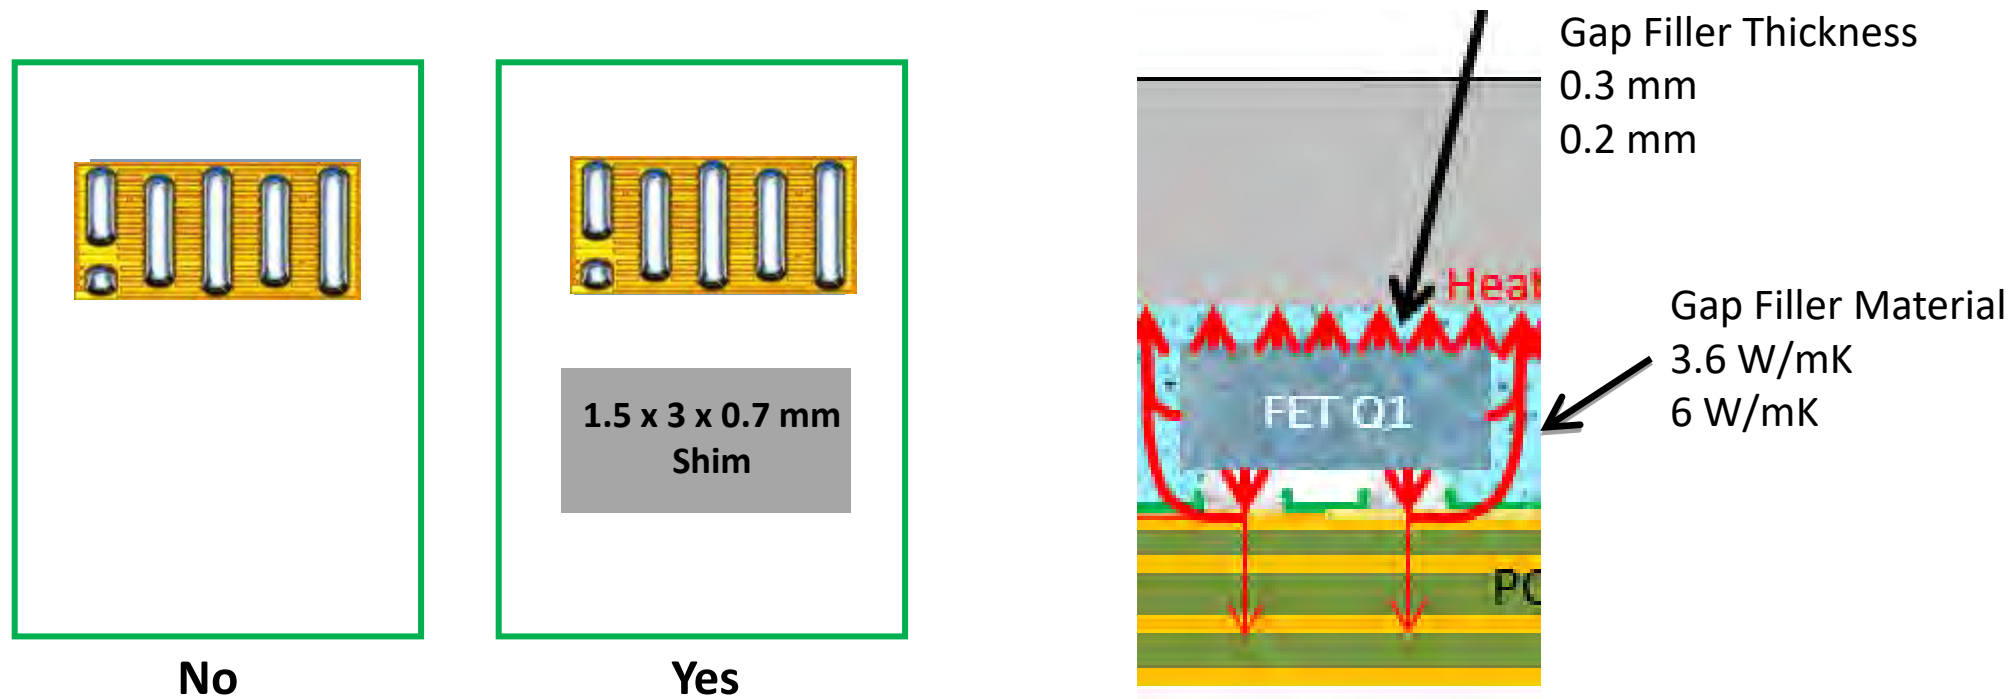 Gap Filler Thickness
0.3 mm
0.2 mm
Heat
Gap Filler Material
3.6 W/mK
6 W/mK
1.5 x 3 x 0.7 mm
Shim
FET Q1
PC
No
Yes